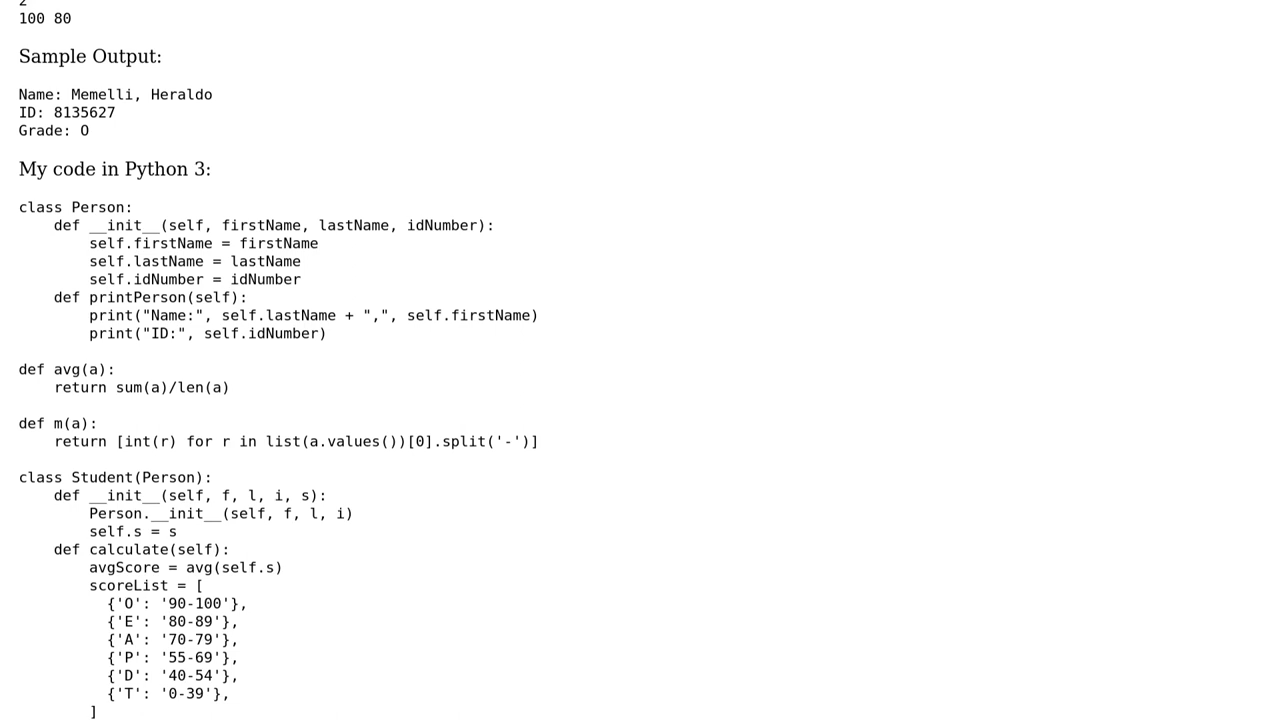 2
100 80
Sample Output:
Name: Memelli, Heraldo
ID: 8135627
Grade: O
My code in Python 3:
class Person:
    def __init__(self, firstName, lastName, idNumber):
        self.firstName = firstName
        self.lastName = lastName
        self.idNumber = idNumber
    def printPerson(self):
        print("Name:", self.lastName + ",", self.firstName)
        print("ID:", self.idNumber)
def avg(a):
    return sum(a)/len(a)
def m(a):
    return [int(r) for r in list(a.values())[0].split('-')]
class Student(Person):
    def __init__(self, f, l, i, s):
        Person.__init__(self, f, l, i)
        self.s = s
    def calculate(self):
        avgScore = avg(self.s)
        scoreList = [
          {'O': '90-100'},
          {'E': '80-89'},
          {'A': '70-79'},
          {'P': '55-69'},
          {'D': '40-54'},
          {'T': '0-39'},
        ]